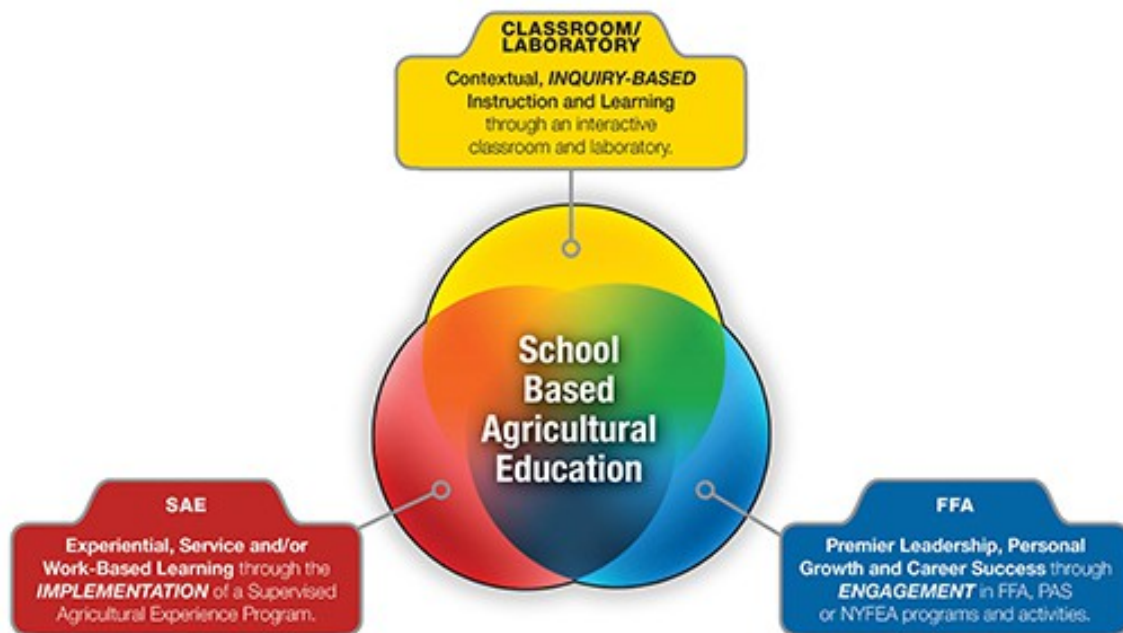 CLASSROOM/
LABORATORY
Contextual, INQUIRY-BASED
Instruction and Learning
through an interactive
classroom and laboratory.
School
Based
Agricultural
Education
SAE
Experiential, Service and/or
Work-Based Learning through the
IMPLEMENTATION of a Supervised
Agricultural Experience Program.
FFA
Premier Leadership, Personal
Growth and Career Success through
ENGAGEMENT in FFA, PAS
or NYFEA programs and activities.